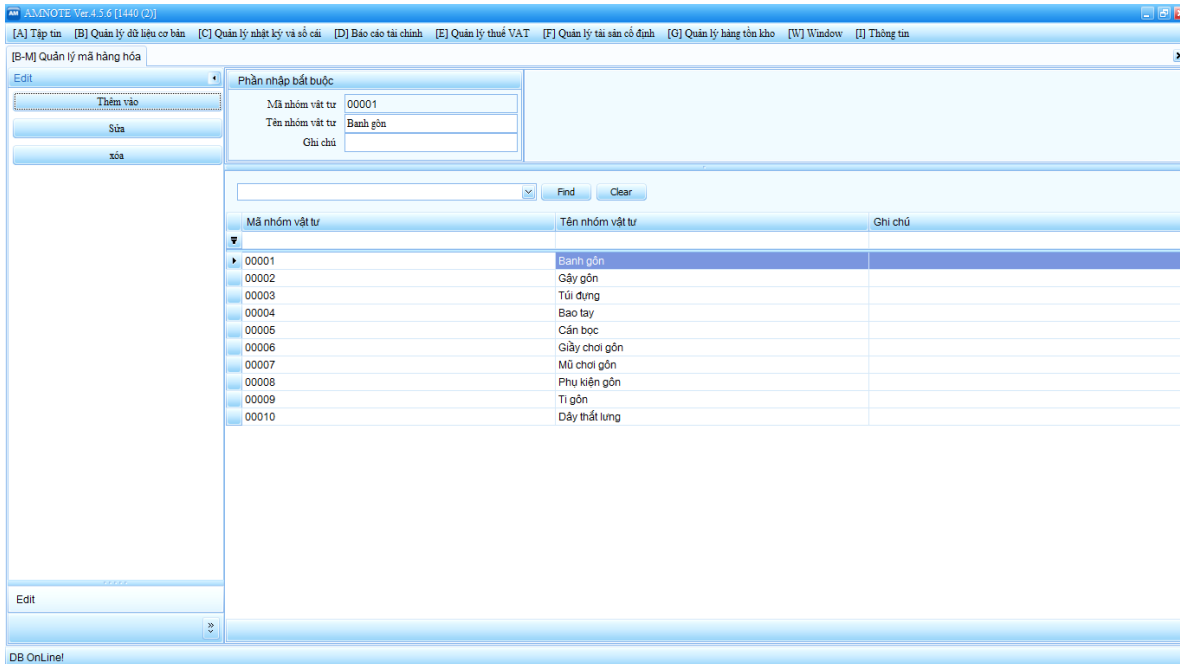 AMNOTE Ver.4.5.6 [1440 (2)]
[A] Tập tin [B] Quản lý dữ liệu cơ bản [C] Quản lý nhật ký và sổ cái [D] Báo cáo tài chính [E] Quản lý thuế VAT [F] Quản lý tài sản cố định [G] Quản lý hàng tồn kho [W] Window [I] Thông tin
[B-M] Quản lý mã hàng hóa
Edit
Thêm vào
Sửa
xóa
Phần nhập bắt buộc
Mã nhóm vật tư 00001
Tên nhóm vật tư Banh gôn
Ghi chú
Find Clear
Mã nhóm vật tư Tên nhóm vật tư Ghi chú
00001 Banh gôn
00002 Gậy gôn
00003 Túi đựng
00004 Bao tay
00005 Cán bọc
00006 Giầy chơi gôn
00007 Mũ chơi gôn
00008 Phụ kiện gôn
00009 Ti gôn
00010 Dây thắt lưng
Edit
DB OnLine!